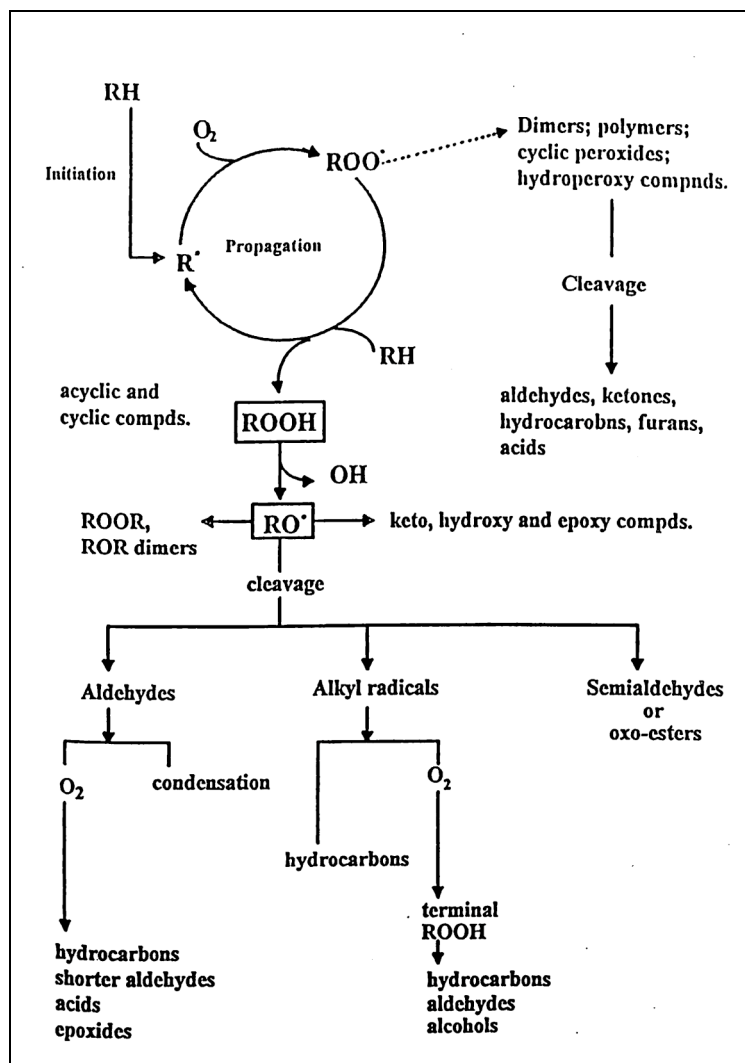 RH
O₂
Initiation
ROO•
Dimers; polymers;
cyclic peroxides;
hydroperoxy compnds.
Propagation
R•
Cleavage
RH
acyclic and
cyclic compds.
ROOH
aldehydes, ketones,
hydrocarobns, furans,
acids
OH
ROOR,
ROR dimers
RO•
keto, hydroxy and epoxy compds.
cleavage
Aldehydes
Alkyl radicals
Semialdehydes
or
oxo-esters
O₂
condensation
hydrocarbons
O₂
terminal
ROOH
hydrocarbons
shorter aldehydes
acids
epoxides
hydrocarbons
aldehydes
alcohols